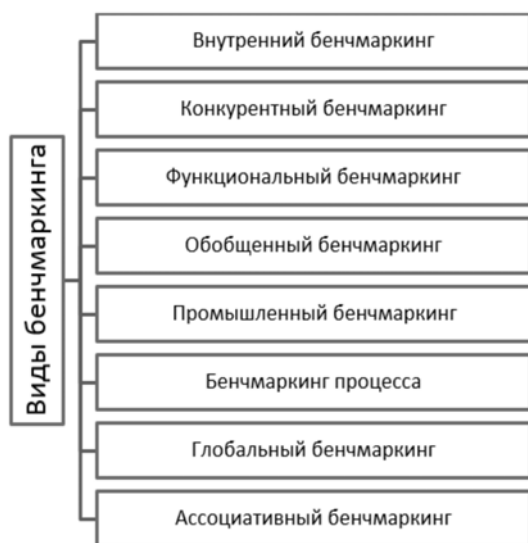 Виды бенчмаркинга
Внутренний бенчмаркинг
Конкурентный бенчмаркинг
Функциональный бенчмаркинг
Обобщенный бенчмаркинг
Промышленный бенчмаркинг
Бенчмаркинг процесса
Глобальный бенчмаркинг
Ассоциативный бенчмаркинг